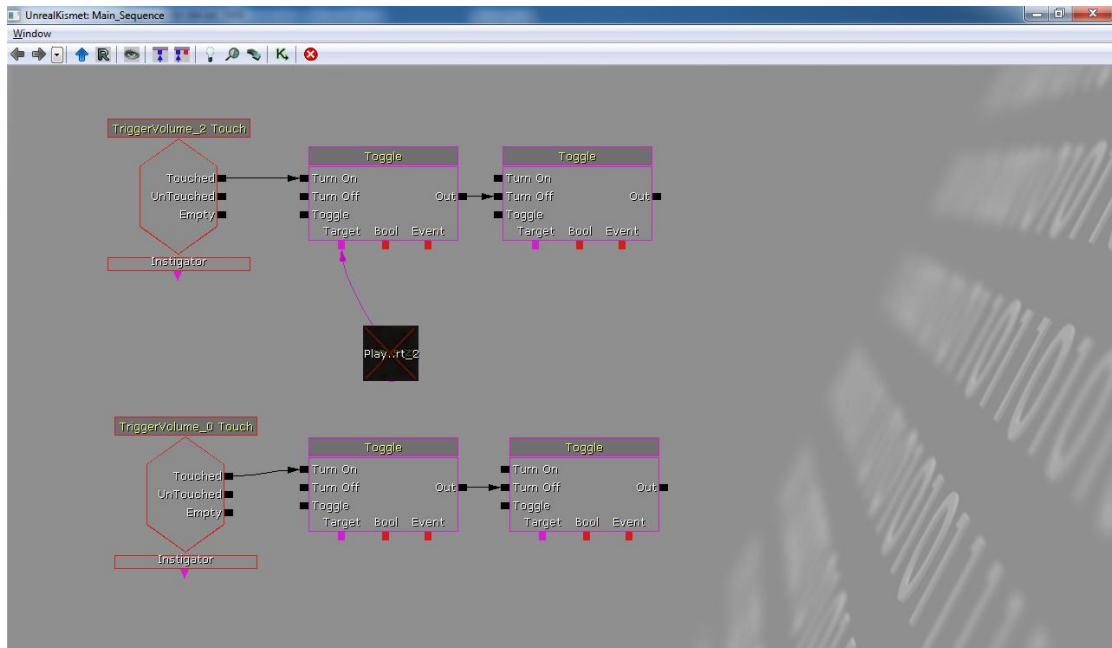 UnrealKismet: Main_Sequence
Window
TriggerVolume_2 Touch
Touched
UnTouched
Empty
Instigator
Toggle
Turn On
Turn Off Out
Toggle
Target Bool Event
Toggle
Turn On
Turn Off Out
Toggle
Target Bool Event
Play..rt_2
TriggerVolume_0 Touch
Touched
UnTouched
Empty
Instigator
Toggle
Turn On
Turn Off Out
Toggle
Target Bool Event
Toggle
Turn On
Turn Off Out
Toggle
Target Bool Event